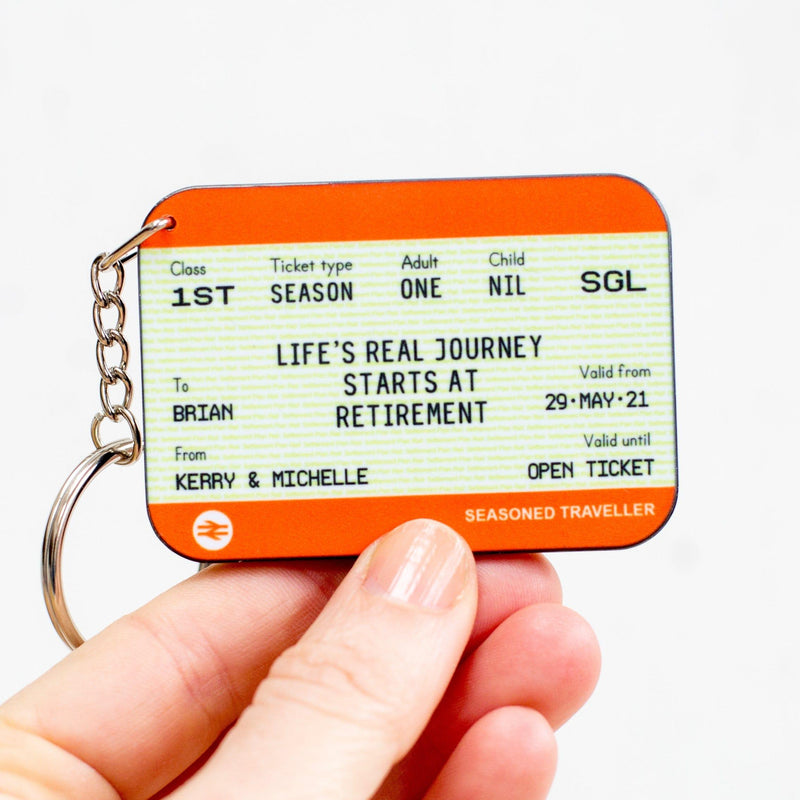 Class Ticket type Adult Child
1ST SEASON ONE NIL SGL
LIFE'S REAL JOURNEY
STARTS AT
RETIREMENT
To
BRIAN
From
KERRY & MICHELLE
Valid from
29·MAY·21
Valid until
OPEN TICKET
SEASONED TRAVELLER